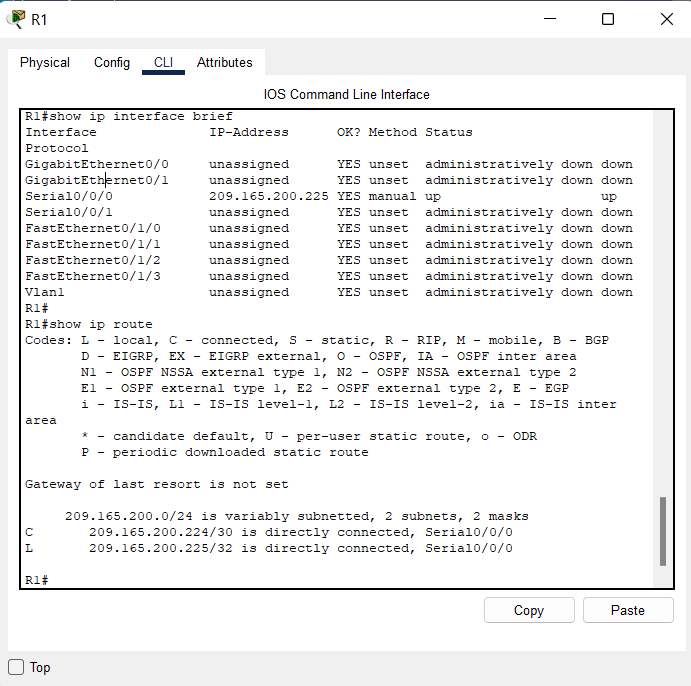 R1
Physical Config CLI Attributes
IOS Command Line Interface
R1#show ip interface brief
Interface              IP-Address      OK? Method Status
Protocol
GigabitEthernet0/0     unassigned      YES unset  administratively down down
GigabitEthernet0/1     unassigned      YES unset  administratively down down
Serial0/0/0            209.165.200.225 YES manual up                    up
Serial0/0/1            unassigned      YES unset  administratively down down
FastEthernet0/1/0      unassigned      YES unset  administratively down down
FastEthernet0/1/1      unassigned      YES unset  administratively down down
FastEthernet0/1/2      unassigned      YES unset  administratively down down
FastEthernet0/1/3      unassigned      YES unset  administratively down down
Vlan1                  unassigned      YES unset  administratively down down
R1#
R1#show ip route
Codes: L - local, C - connected, S - static, R - RIP, M - mobile, B - BGP
       D - EIGRP, EX - EIGRP external, O - OSPF, IA - OSPF inter area
       N1 - OSPF NSSA external type 1, N2 - OSPF NSSA external type 2
       E1 - OSPF external type 1, E2 - OSPF external type 2, E - EGP
       i - IS-IS, L1 - IS-IS level-1, L2 - IS-IS level-2, ia - IS-IS inter
area
       * - candidate default, U - per-user static route, o - ODR
       P - periodic downloaded static route
Gateway of last resort is not set
     209.165.200.0/24 is variably subnetted, 2 subnets, 2 masks
C       209.165.200.224/30 is directly connected, Serial0/0/0
L       209.165.200.225/32 is directly connected, Serial0/0/0
R1#
Copy Paste
Top